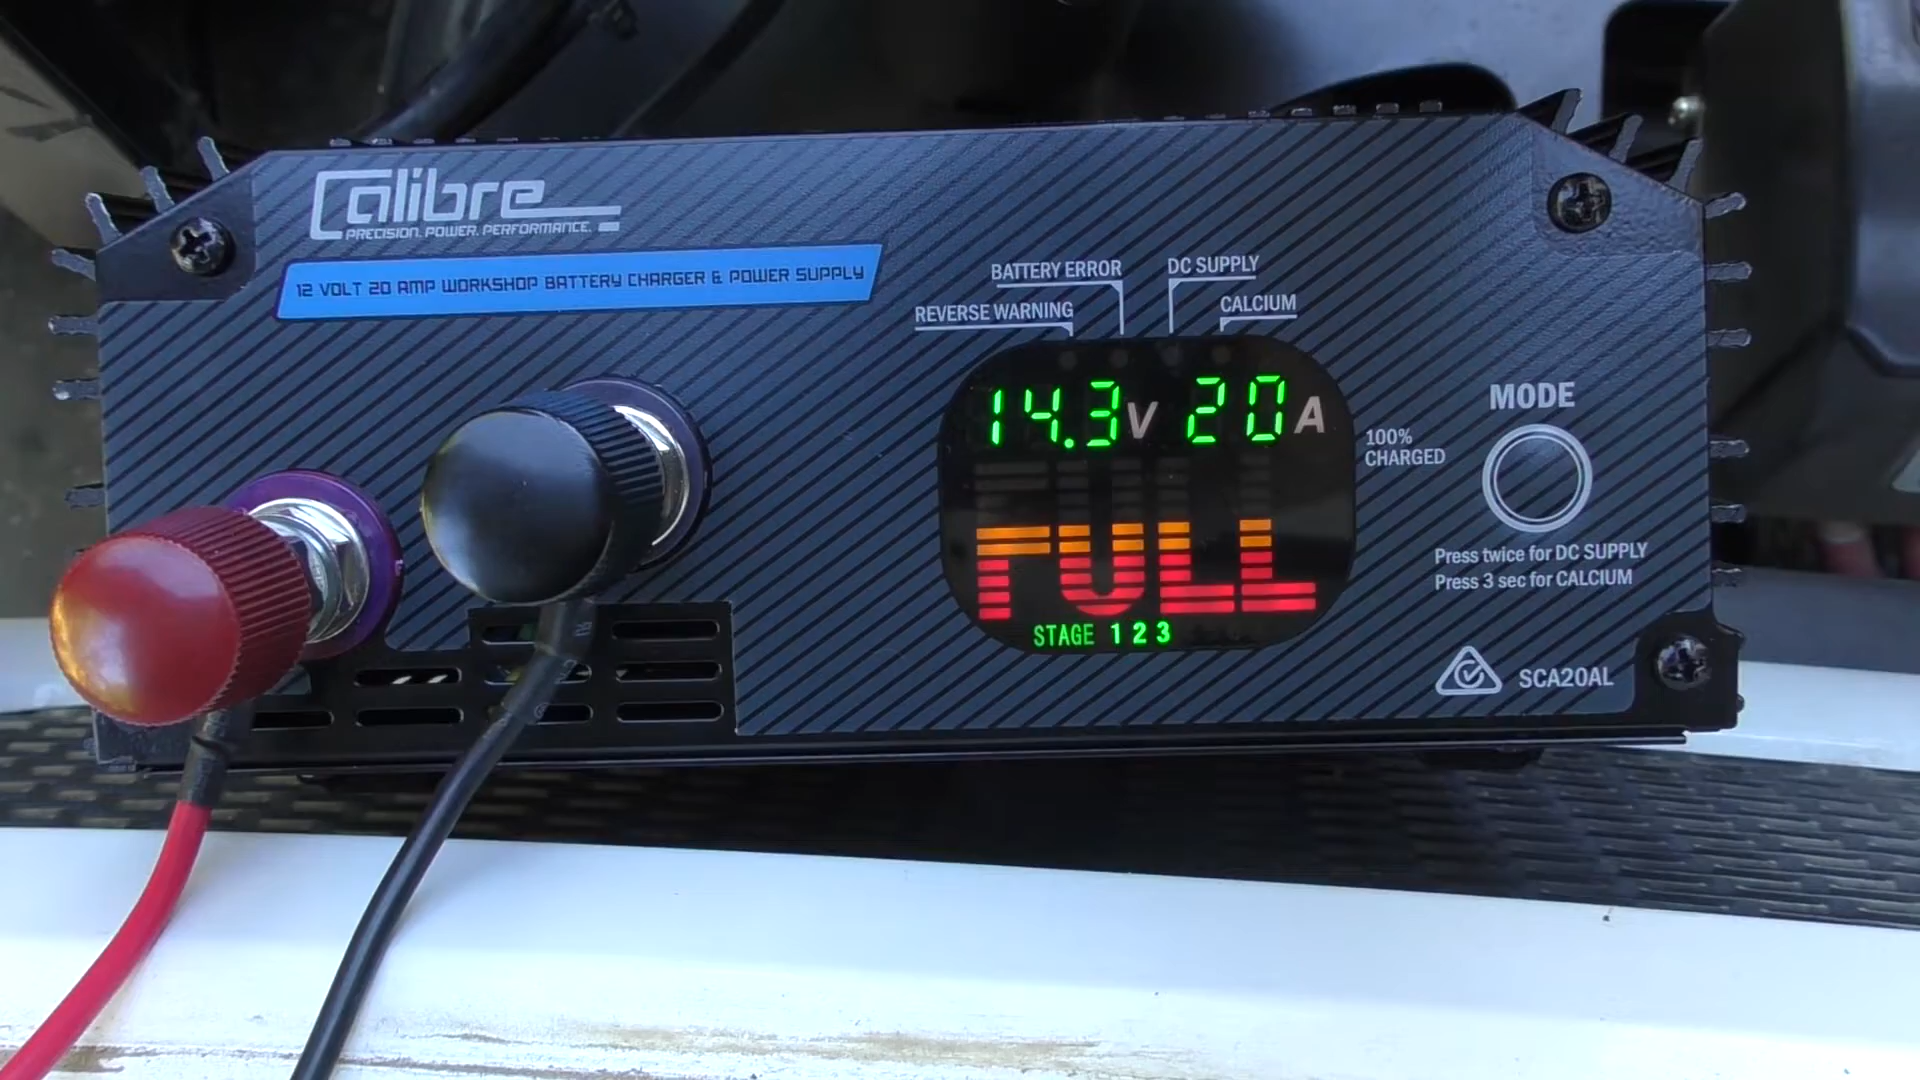 Calibre
PRECISION. POWER. PERFORMANCE.
12 VOLT 20 AMP WORKSHOP BATTERY CHARGER & POWER SUPPLY
BATTERY ERROR
DC SUPPLY
REVERSE WARNING
CALCIUM
14.3V 20A
FULL
STAGE 1 2 3
100%
CHARGED
MODE
Press twice for DC SUPPLY
Press 3 sec for CALCIUM
SCA20AL